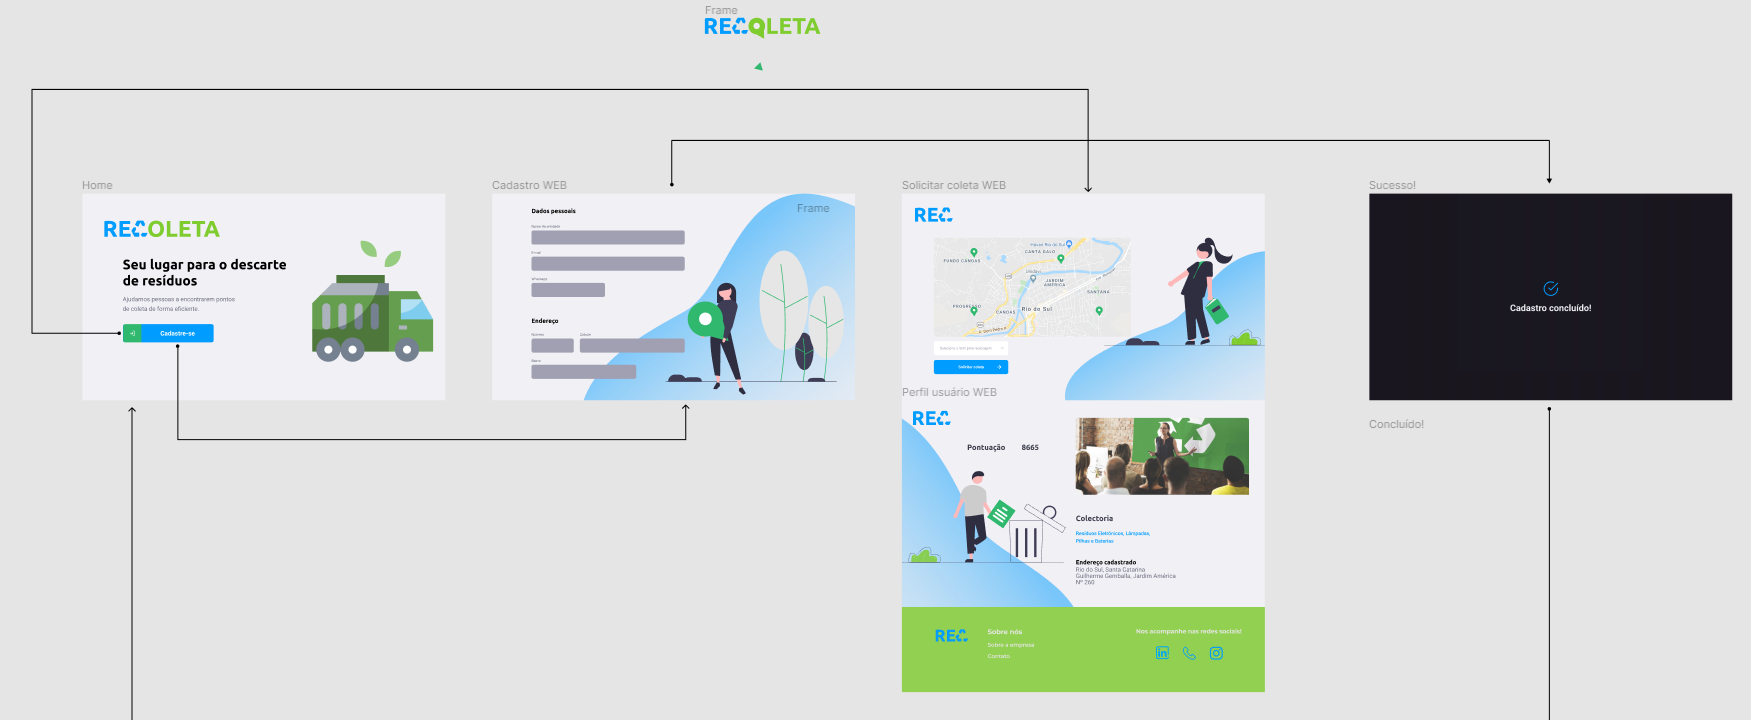 Frame
RECOLETA
Home
RECOLETA
Seu lugar para o descarte
de resíduos
Ajudamos pessoas a encontrarem pontos
de coleta de forma eficiente.
Cadastre-se
Cadastro WEB
Frame
Dados pessoais
Nome da entidade
E-mail
Whatsapp
Endereço
Número
Cidade
Bairro
Solicitar coleta WEB
REC
FUNDO CANOAS
CANTA GALO
JARDIM
AMÉRICA
SANTANA
PROGRESSO
CANOAS
Rio do Sul
Solicitar coleta
Perfil usuário WEB
REC
Pontuação 8665
Colectoria
Resíduos Eletrônicos, Lâmpadas,
Pilhas e Baterias
Endereço cadastrado
Rio do Sul, Santa Catarina
Guilherme Gemballa, Jardim América
Nº 260
REC
Sobre nós
Sobre a empresa
Contato
Nos acompanhe nas redes sociais!
in
Sucesso!
Cadastro concluído!
Concluído!